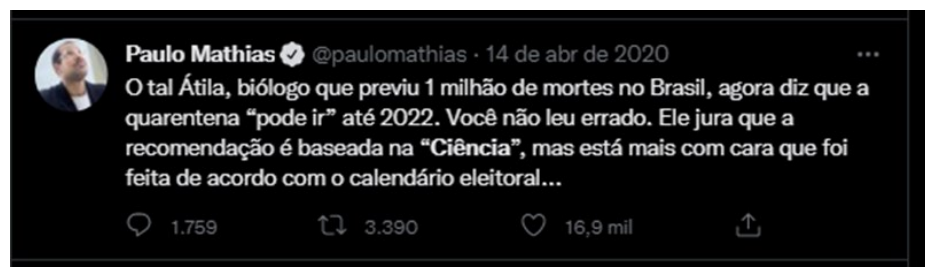 Paulo Mathias @paulomathias · 14 de abr de 2020
O tal Átila, biólogo que previu 1 milhão de mortes no Brasil, agora diz que a
quarentena “pode ir” até 2022. Você não leu errado. Ele jura que a
recomendação é baseada na “Ciência”, mas está mais com cara que foi
feita de acordo com o calendário eleitoral...
1.759 3.390 16,9 mil